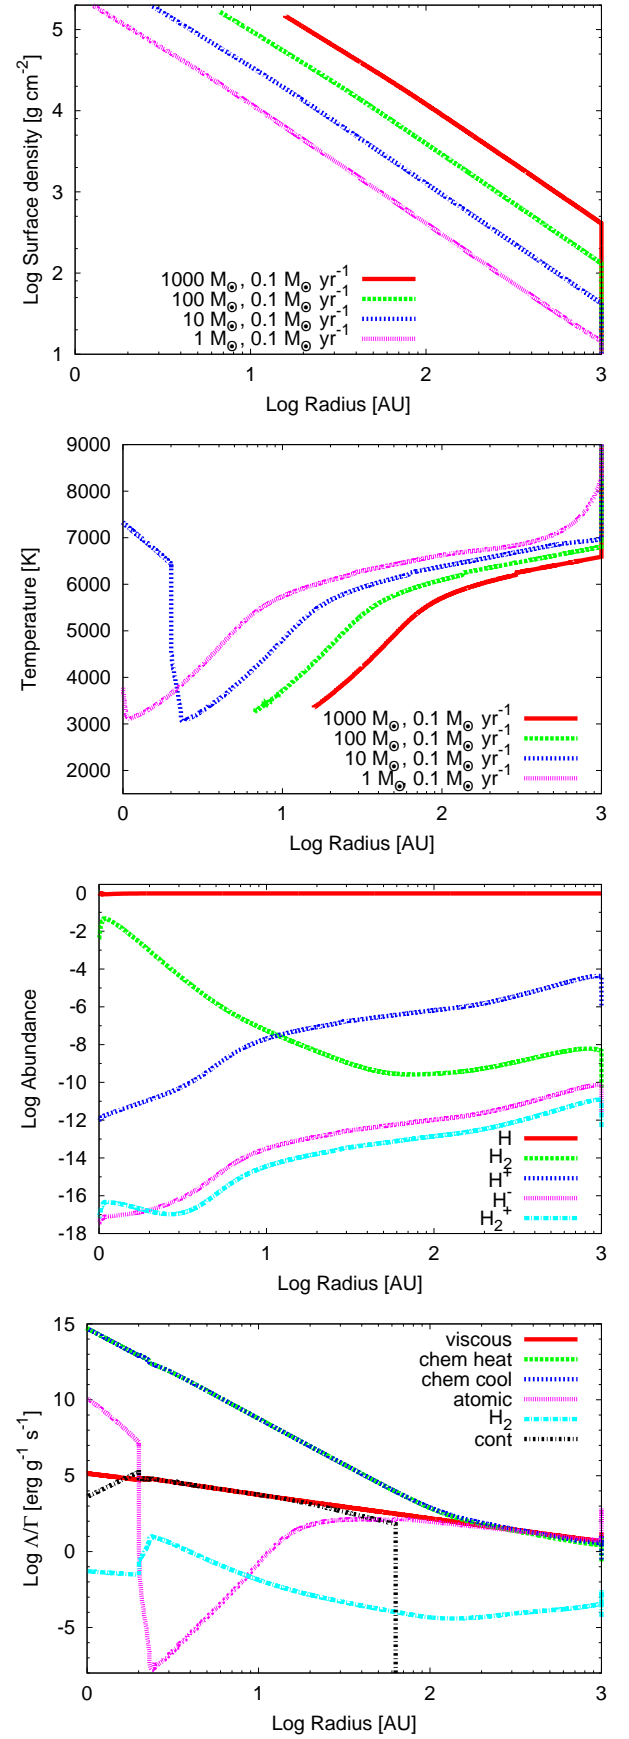 5
4
3
2
1
Log Surface density [g cm⁻²]
1000 M⊙, 0.1 M⊙ yr⁻¹
100 M⊙, 0.1 M⊙ yr⁻¹
10 M⊙, 0.1 M⊙ yr⁻¹
1 M⊙, 0.1 M⊙ yr⁻¹
0 1 2 3
Log Radius [AU]
9000
8000
7000
6000
5000
4000
3000
2000
Temperature [K]
1000 M⊙, 0.1 M⊙ yr⁻¹
100 M⊙, 0.1 M⊙ yr⁻¹
10 M⊙, 0.1 M⊙ yr⁻¹
1 M⊙, 0.1 M⊙ yr⁻¹
0 1 2 3
Log Radius [AU]
0
-2
-4
-6
-8
-10
-12
-14
-16
-18
Log Abundance
H
H₂
H⁺
H⁻
H₂⁺
0 1 2 3
Log Radius [AU]
15
10
5
0
-5
Log Λ/Γ [erg g⁻¹ s⁻¹]
viscous
chem heat
chem cool
atomic
H₂
cont
0 1 2 3
Log Radius [AU]